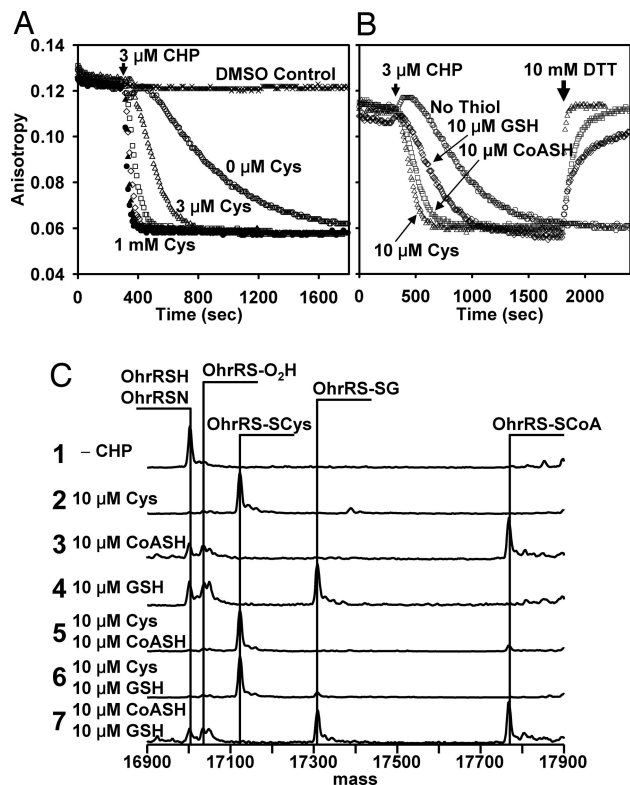 A
B
0.14
0.12
0.10
0.08
0.06
0.04
Anisotropy
3 µM CHP
DMSO Control
0 µM Cys
3 µM Cys
1 mM Cys
0 400 800 1200 1600
Time (sec)
3 µM CHP
10 mM DTT
No Thiol
10 µM GSH
10 µM CoASH
10 µM Cys
0 500 1000 1500 2000
Time (sec)
C
OhrRSH
OhrRSN
OhrRS-O₂H
OhrRS-SCys
OhrRS-SG
OhrRS-SCoA
1 – CHP
2 10 µM Cys
3 10 µM CoASH
4 10 µM GSH
5 10 µM Cys
10 µM CoASH
6 10 µM Cys
10 µM GSH
7 10 µM CoASH
10 µM GSH
16900 17100 17300 17500 17700 17900
mass